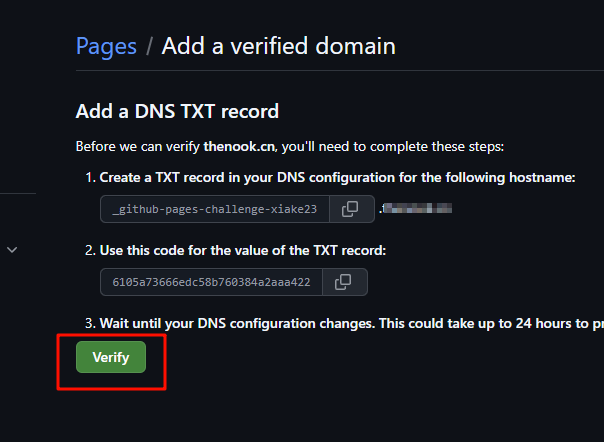 Pages / Add a verified domain
Add a DNS TXT record
Before we can verify thenook.cn, you'll need to complete these steps:
1. Create a TXT record in your DNS configuration for the following hostname:
_github-pages-challenge-xiake23
2. Use this code for the value of the TXT record:
6105a73666edc58b760384a2aaa422
3. Wait until your DNS configuration changes. This could take up to 24 hours to
Verify